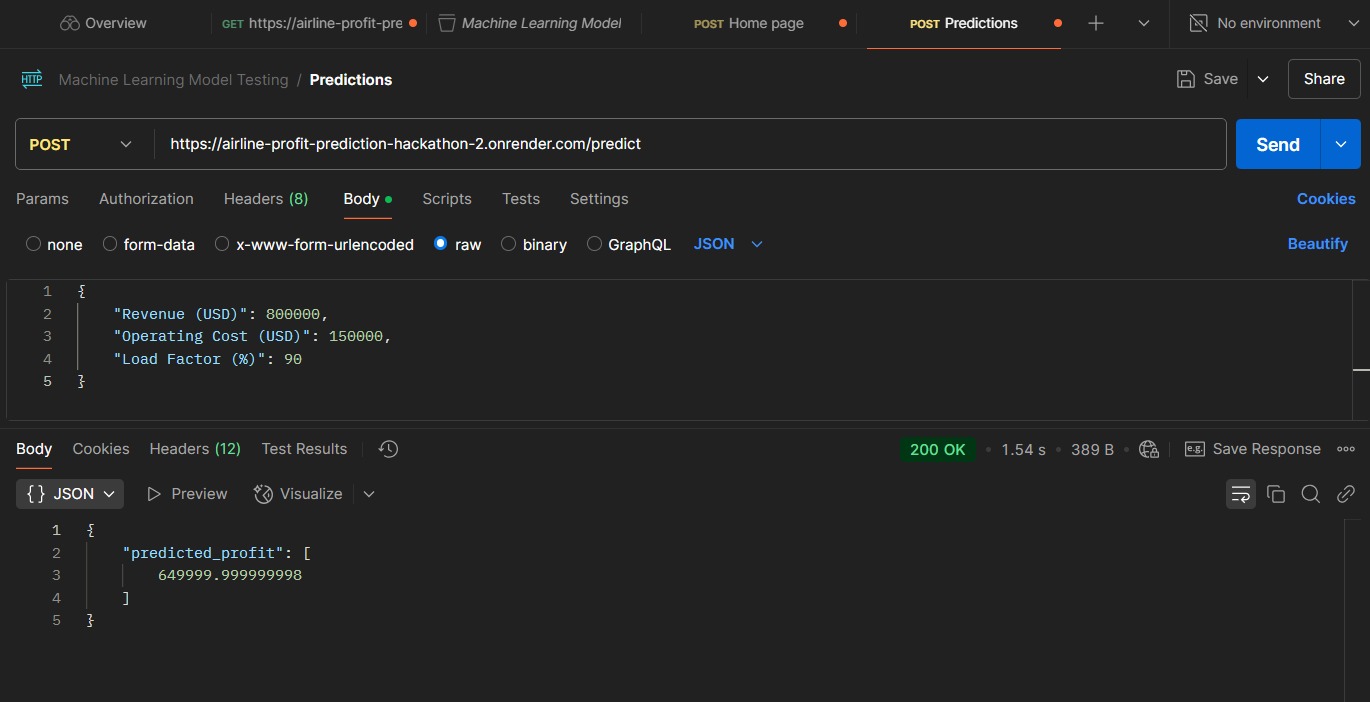 Overview GET https://airline-profit-pre Machine Learning Model POST Home page POST Predictions No environment
HTTP Machine Learning Model Testing / Predictions Save Share
POST https://airline-profit-prediction-hackathon-2.onrender.com/predict Send
Params Authorization Headers (8) Body Scripts Tests Settings Cookies
none form-data x-www-form-urlencoded raw binary GraphQL JSON Beautify
1 {
2 "Revenue (USD)": 800000,
3 "Operating Cost (USD)": 150000,
4 "Load Factor (%)": 90
5 }
Body Cookies Headers (12) Test Results 200 OK • 1.54 s • 389 B • e.g. Save Response
{} JSON Preview Visualize
1 {
2 "predicted_profit": [
3 649999.999999998
4 ]
5 }